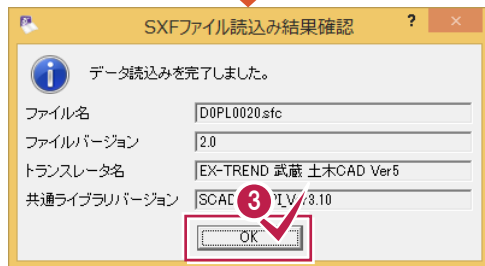 SXFファイル読込み結果確認 ? ×
データ読込みを完了しました。
ファイル名 D0PL0020.sfc
ファイルバージョン 2.0
トランスレータ名 EX-TREND 武蔵 土木CAD Ver5
共通ライブラリバージョン
3
OK